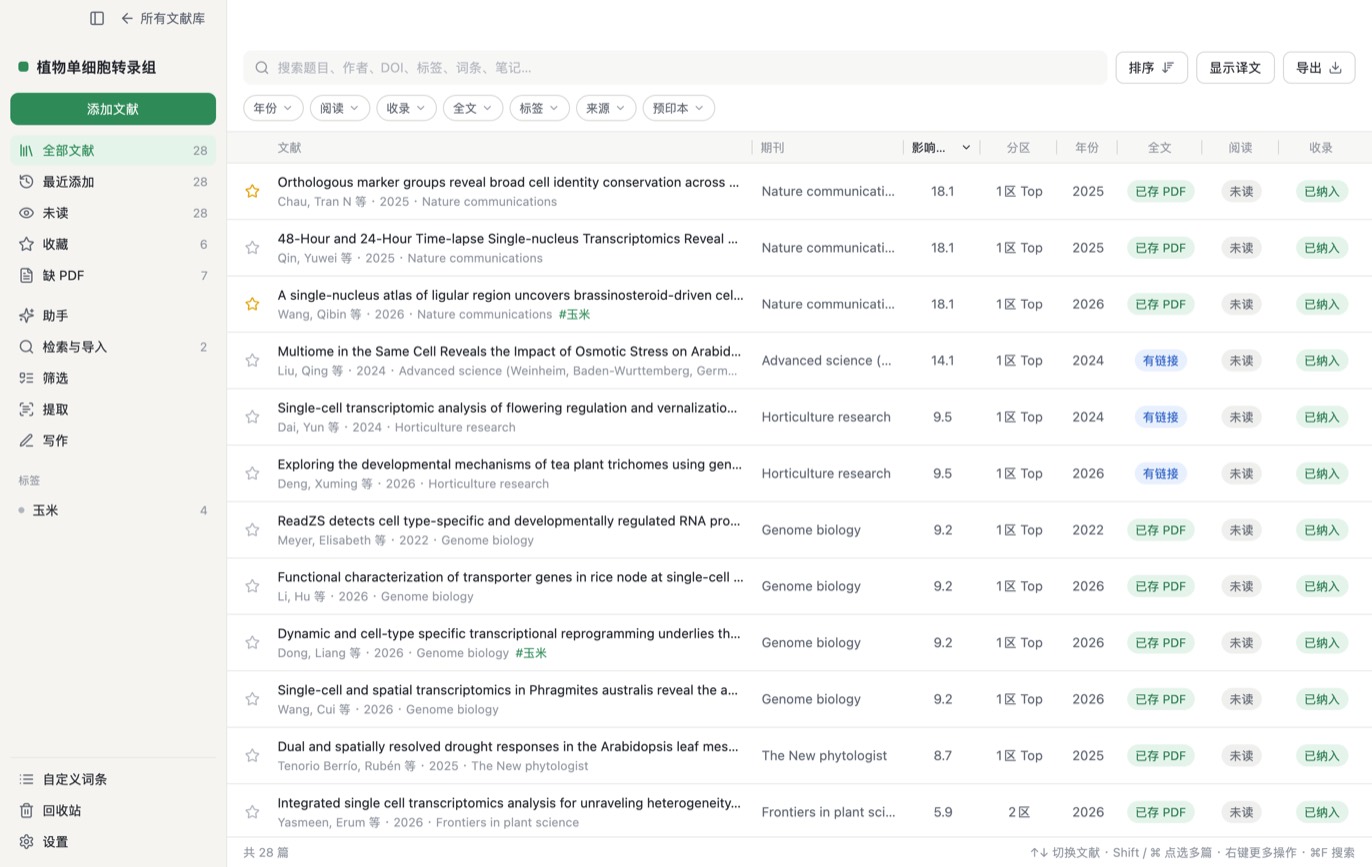 所有文献库
植物单细胞转录组
添加文献
全部文献 28
最近添加 28
未读 28
收藏 6
缺 PDF 7
助手
检索与导入 2
筛选
提取
写作
标签
玉米 4
自定义词条
回收站
设置
搜索题目、作者、DOI、标签、词条、笔记...
排序
显示译文
导出
年份 阅读 收录 全文 标签 来源 预印本
文献 期刊 影响... 分区 年份 全文 阅读 收录
Orthologous marker groups reveal broad cell identity conservation across ...
Chau, Tran N 等 · 2025 · Nature communications
Nature communicati... 18.1 1区 Top 2025 已存 PDF 未读 已纳入
48-Hour and 24-Hour Time-lapse Single-nucleus Transcriptomics Reveal ...
Qin, Yuwei 等 · 2025 · Nature communications
Nature communicati... 18.1 1区 Top 2025 已存 PDF 未读 已纳入
A single-nucleus atlas of ligular region uncovers brassinosteroid-driven cel...
Wang, Qibin 等 · 2026 · Nature communications #玉米
Nature communicati... 18.1 1区 Top 2026 已存 PDF 未读 已纳入
Multiome in the Same Cell Reveals the Impact of Osmotic Stress on Arabid...
Liu, Qing 等 · 2024 · Advanced science (Weinheim, Baden-Wurttemberg, Germ...
Advanced science (... 14.1 1区 Top 2024 有链接 未读 已纳入
Single-cell transcriptomic analysis of flowering regulation and vernalizatio...
Dai, Yun 等 · 2024 · Horticulture research
Horticulture research 9.5 1区 Top 2024 有链接 未读 已纳入
Exploring the developmental mechanisms of tea plant trichomes using gen...
Deng, Xuming 等 · 2026 · Horticulture research
Horticulture research 9.5 1区 Top 2026 有链接 未读 已纳入
ReadZS detects cell type-specific and developmentally regulated RNA pro...
Meyer, Elisabeth 等 · 2022 · Genome biology
Genome biology 9.2 1区 Top 2022 已存 PDF 未读 已纳入
Functional characterization of transporter genes in rice node at single-cell ...
Li, Hu 等 · 2026 · Genome biology
Genome biology 9.2 1区 Top 2026 已存 PDF 未读 已纳入
Dynamic and cell-type specific transcriptional reprogramming underlies th...
Dong, Liang 等 · 2026 · Genome biology #玉米
Genome biology 9.2 1区 Top 2026 已存 PDF 未读 已纳入
Single-cell and spatial transcriptomics in Phragmites australis reveal the a...
Wang, Cui 等 · 2026 · Genome biology
Genome biology 9.2 1区 Top 2026 已存 PDF 未读 已纳入
Dual and spatially resolved drought responses in the Arabidopsis leaf mes...
Tenorio Berrío, Rubén 等 · 2025 · The New phytologist
The New phytologist 8.7 1区 Top 2025 已存 PDF 未读 已纳入
Integrated single cell transcriptomics analysis for unraveling heterogeneity...
Yasmeen, Erum 等 · 2026 · Frontiers in plant science
Frontiers in plant sci... 5.9 2区 2026 已存 PDF 未读 已纳入
共 28 篇
↑↓ 切换文献 · Shift / ⌘ 点选多篇 · 右键更多操作 · ⌘F 搜索